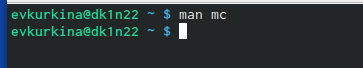 evkurkina@dk1n22 ~ $ man mc
evkurkina@dk1n22 ~ $